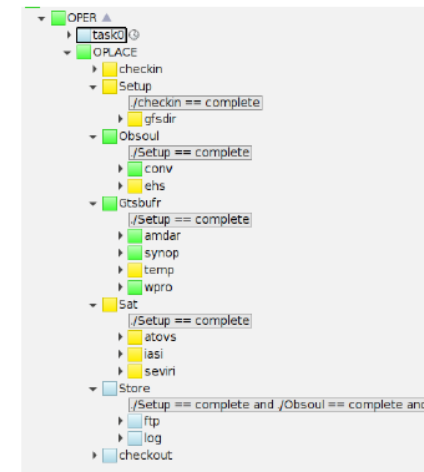 OPER
task0
OPLACE
checkin
Setup
./checkin == complete
gfsdir
Obsoul
./Setup == complete
conv
ehs
Gtsbufr
./Setup == complete
amdar
synop
temp
wpro
Sat
./Setup == complete
atovs
iasi
seviri
Store
./Setup == complete and ./Obsoul == complete and
ftp
log
checkout